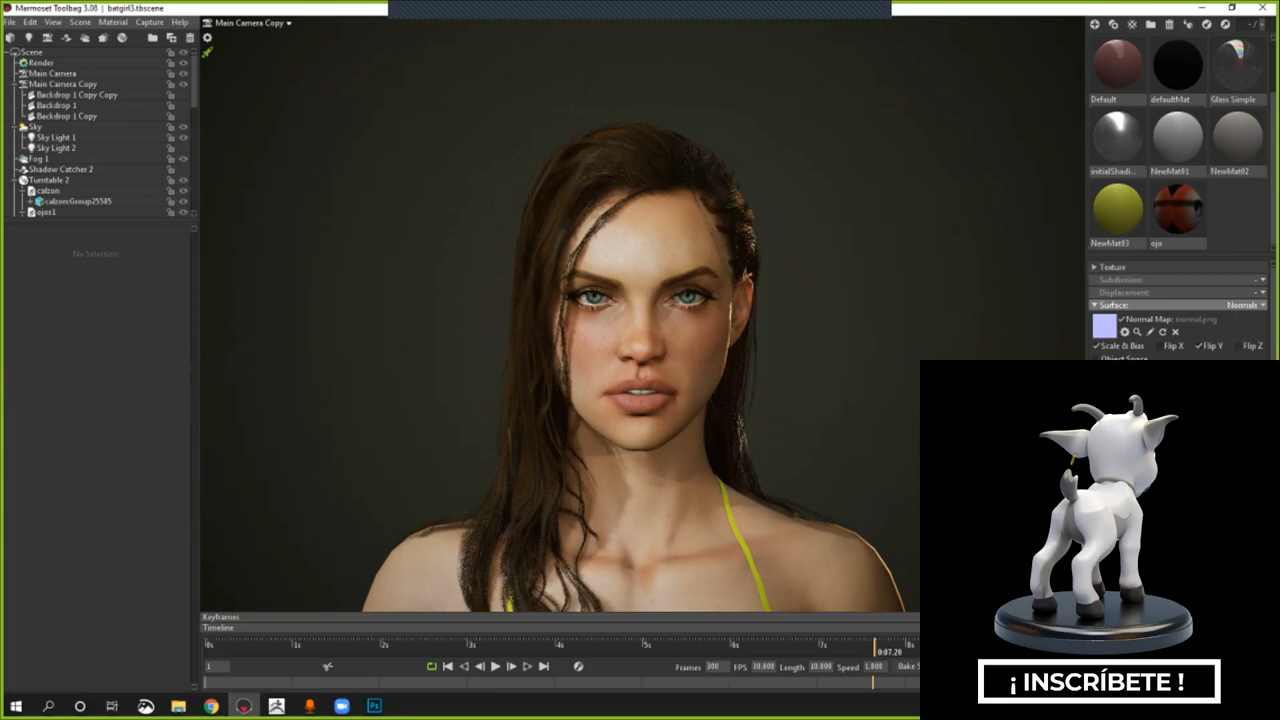 Marmoset Toolbag 3.08 | batgirl3.tbscene
File Edit View Scene Material Capture Help
Main Camera Copy
Scene
Render
Main Camera
Main Camera Copy
Backdrop 1 Copy Copy
Backdrop 1
Backdrop 1 Copy
Sky
Sky Light 1
Sky Light 2
Fog 1
Shadow Catcher 2
Turntable 2
calzon
ojos1
No Selection
Default defaultMat Glass Simple
initialShadi... NewMat01 NewMat02
NewMat03 ojo
Texture
Subdivision:
Displacement:
Surface: Normals
Normal Map: normal.png
Scale & Bias Flip X Flip Y Flip Z
Object Space
Keyframes
Timeline
0s 1s 2s 3s 4s 5s 6s 7s 8s
0:07.20
1 Frames 300 FPS 30.000 Length 10.000 Speed 1.000 Bake S
¡ INSCRÍBETE !
Ps